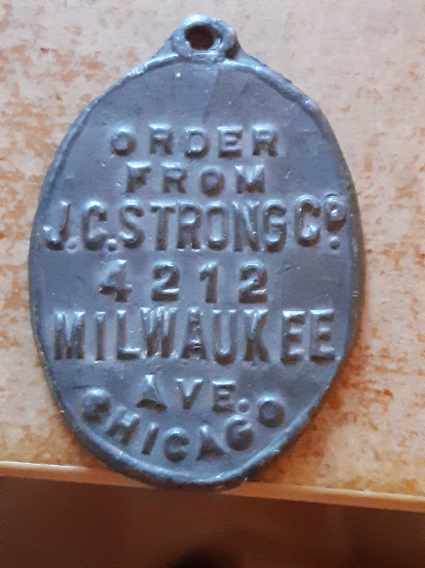 ORDER
FROM
J.C.STRONG Cº.
4212
MILWAUKEE
AVE.
CHICAGO